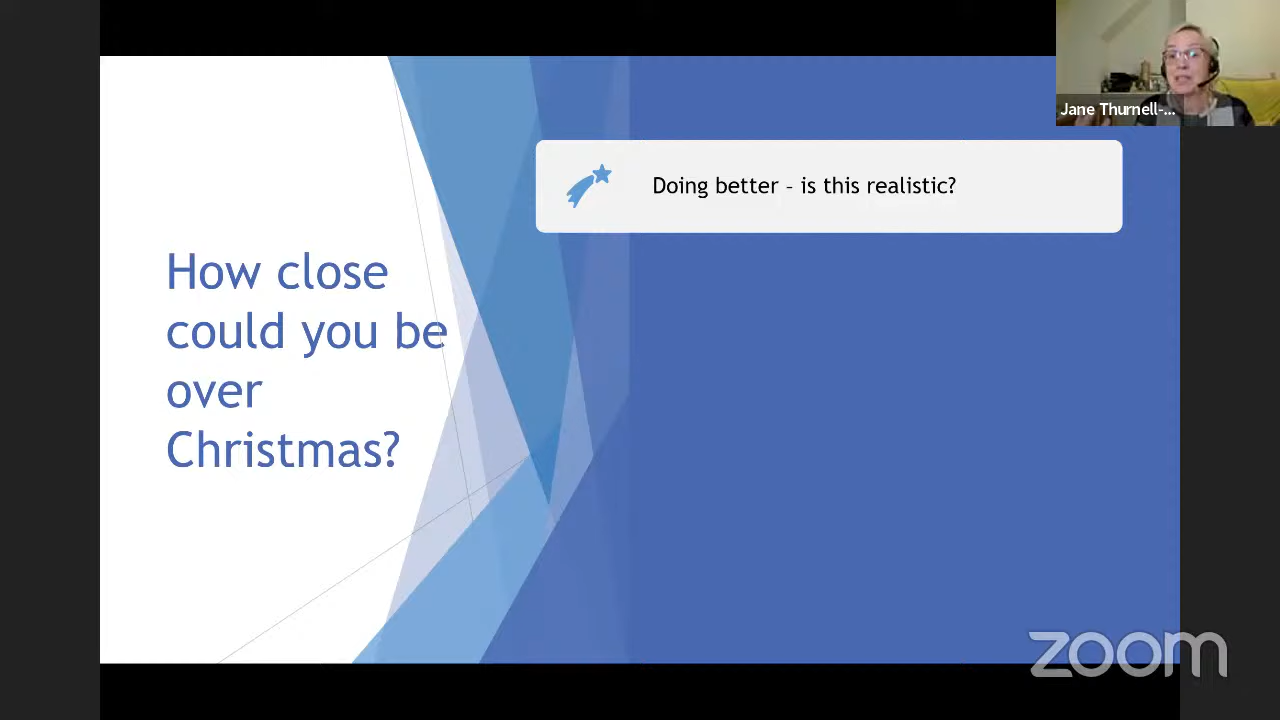 Jane Thurnell-...
Doing better – is this realistic?
How close
could you be
over
Christmas?
zoom